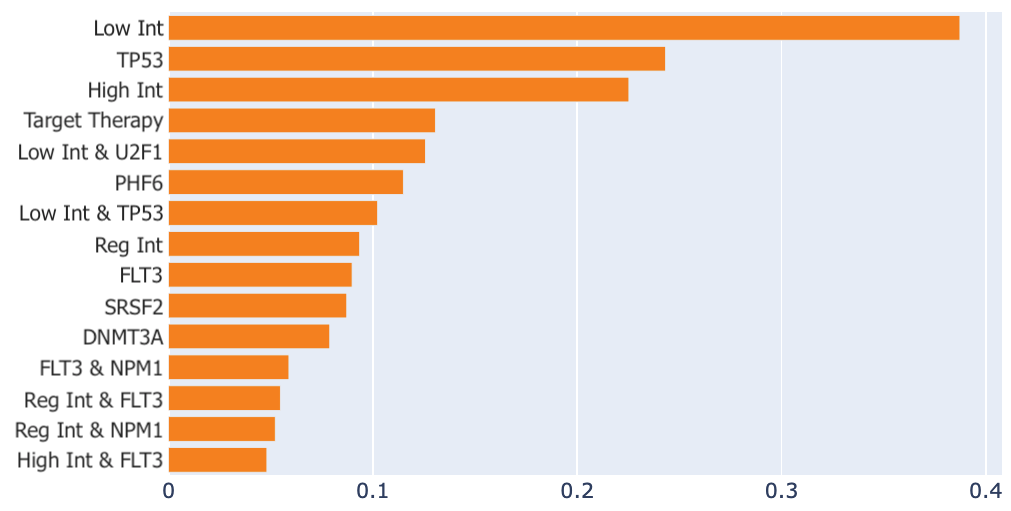 Low Int
TP53
High Int
Target Therapy
Low Int & U2F1
PHF6
Low Int & TP53
Reg Int
FLT3
SRSF2
DNMT3A
FLT3 & NPM1
Reg Int & FLT3
Reg Int & NPM1
High Int & FLT3
0 0.1 0.2 0.3 0.4